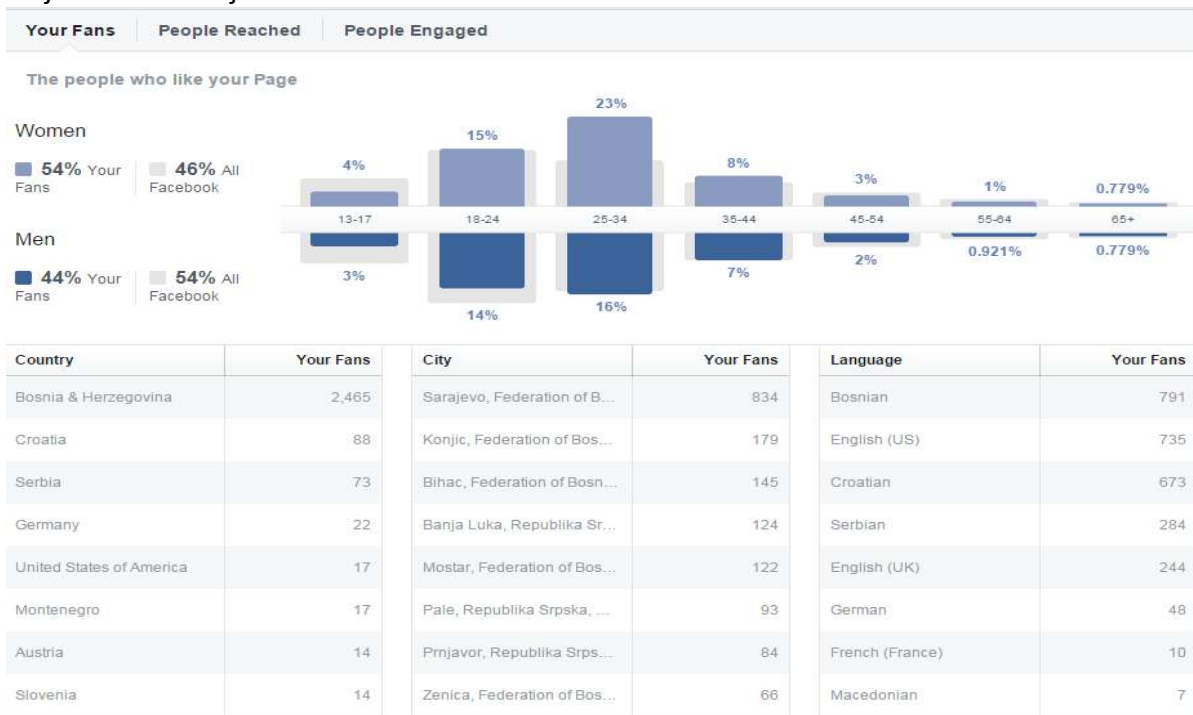 Your Fans People Reached People Engaged
The people who like your Page
Women
54% Your Fans 46% All Facebook
4% 15% 23% 8% 3% 1% 0.779%
13-17 18-24 25-34 35-44 45-54 55-64 65+
Men
44% Your Fans 54% All Facebook
3% 14% 16% 7% 2% 0.921% 0.779%
Country Your Fans City Your Fans Language Your Fans
Bosnia & Herzegovina 2,465 Sarajevo, Federation of B... 834 Bosnian 791
Croatia 88 Konjic, Federation of Bos... 179 English (US) 735
Serbia 73 Bihac, Federation of Bosn... 145 Croatian 673
Germany 22 Banja Luka, Republika Sr... 124 Serbian 284
United States of America 17 Mostar, Federation of Bos... 122 English (UK) 244
Montenegro 17 Pale, Republika Srpska, ... 93 German 48
Austria 14 Prnjavor, Republika Srps... 84 French (France) 10
Slovenia 14 Zenica, Federation of Bos... 66 Macedonian 7